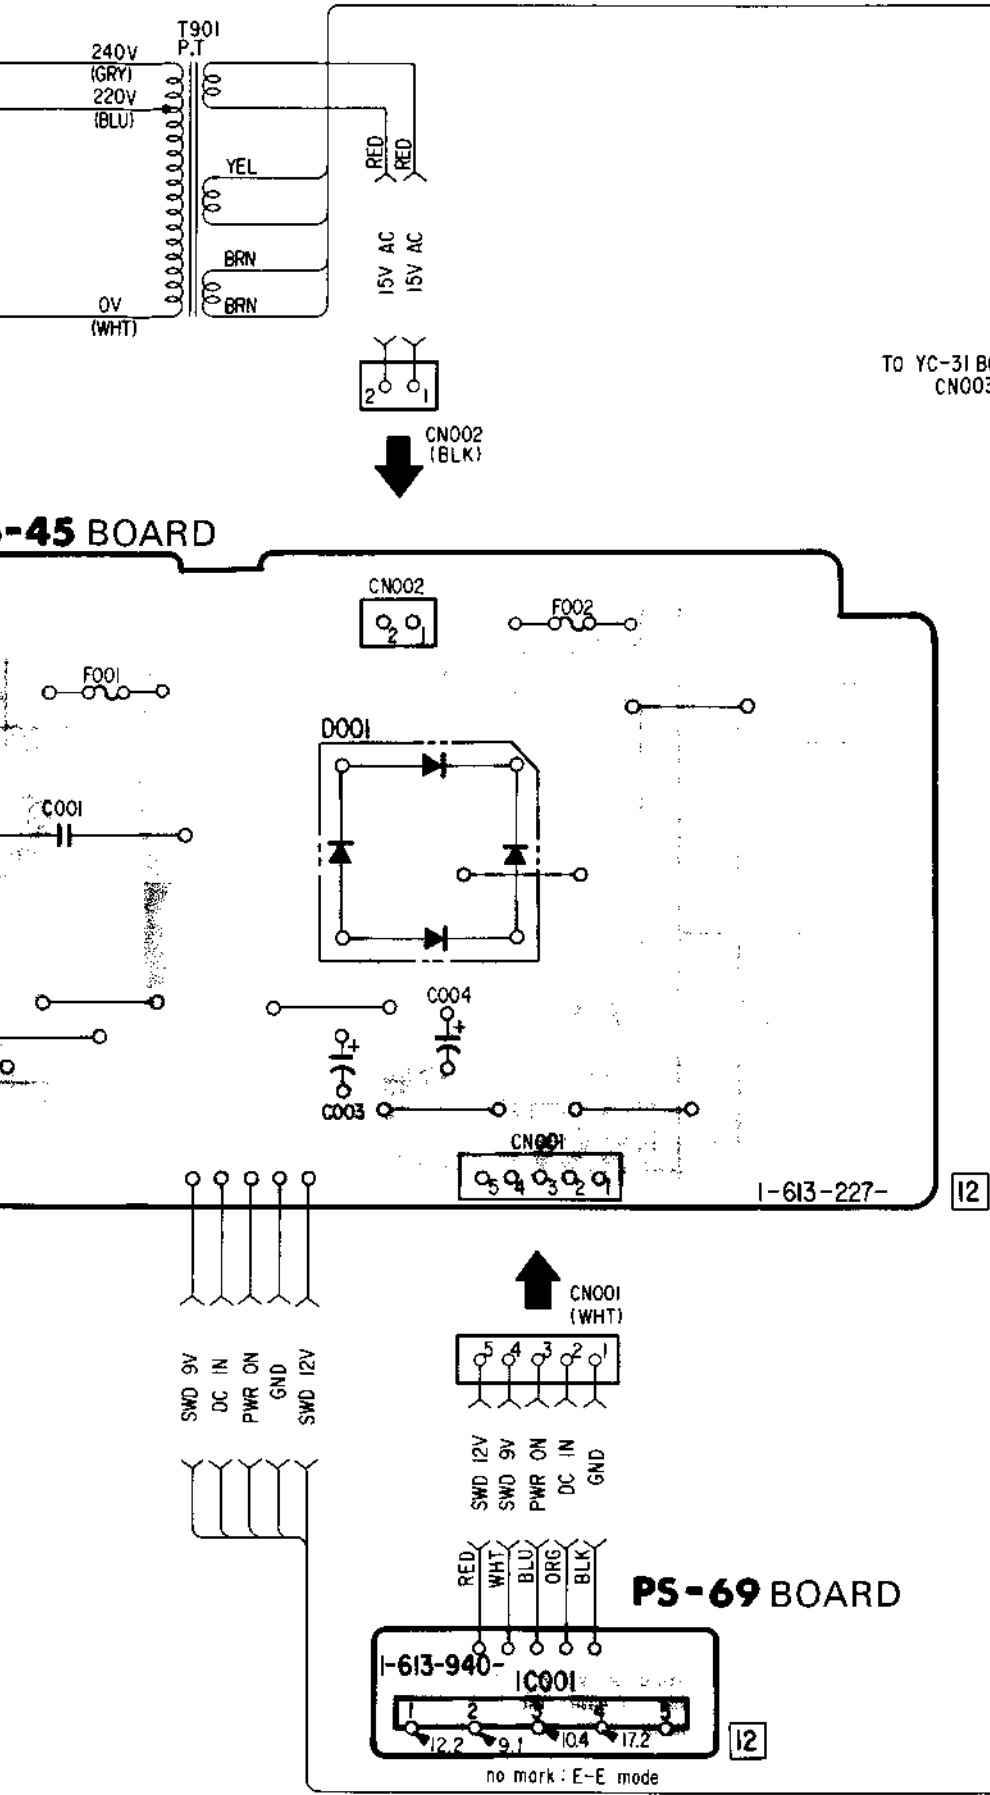 T901
P.T
240V
(GRY)
220V
(BLU)
0V
(WHT)
YEL
BRN
BRN
RED
RED
15V AC
15V AC
2 1
CN002
(BLK)
TO YC-31 B
CN003
-45 BOARD
CN002
2 1
F002
F001
D001
C001
C004
C003
CN001
5 4 3 2 1
1-613-227-
12
CN001
(WHT)
5 4 3 2 1
SWD 9V
DC IN
PWR ON
GND
SWD 12V
SWD 12V
SWD 9V
PWR ON
DC IN
GND
RED
WHT
BLU
ORG
BLK
PS-69 BOARD
1-613-940-
IC001
1 2 3 4 5
12.2 9.1 10.4 17.2
12
no mark : E-E mode